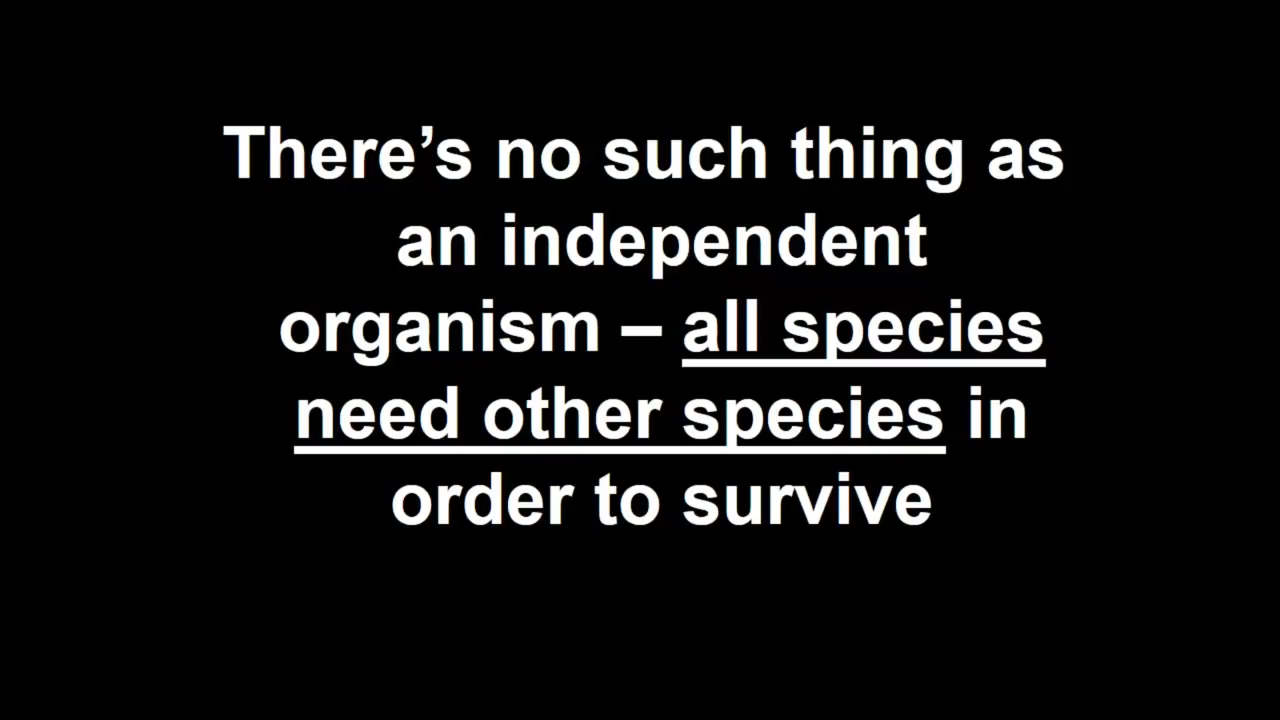 There’s no such thing as
an independent
organism – all species
need other species in
order to survive